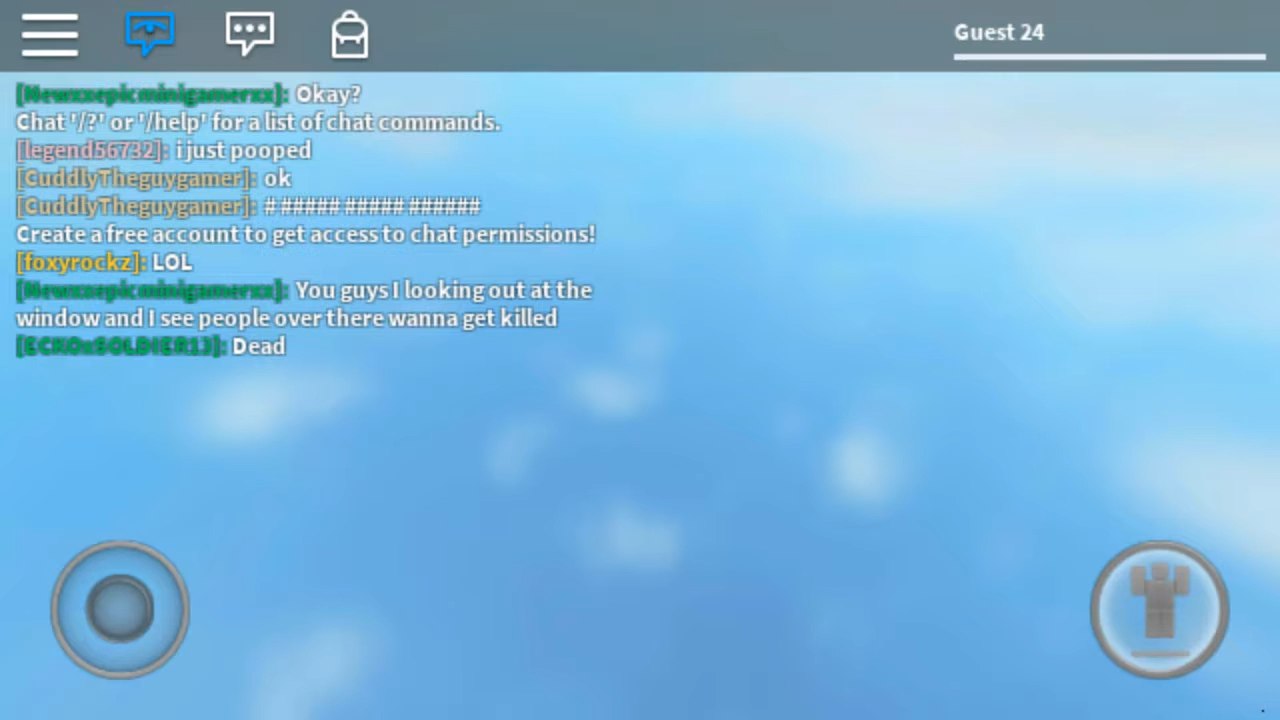 Guest 24
[Newxxepicminigamerxx]: Okay?
Chat '/?' or '/help' for a list of chat commands.
[legend56732]: i just pooped
[CuddlyTheguygamer]: ok
[CuddlyTheguygamer]: # ##### ##### ######
Create a free account to get access to chat permissions!
[foxyrockz]: LOL
[Newxxepicminigamerxx]: You guys I looking out at the
window and I see people over there wanna get killed
Dead